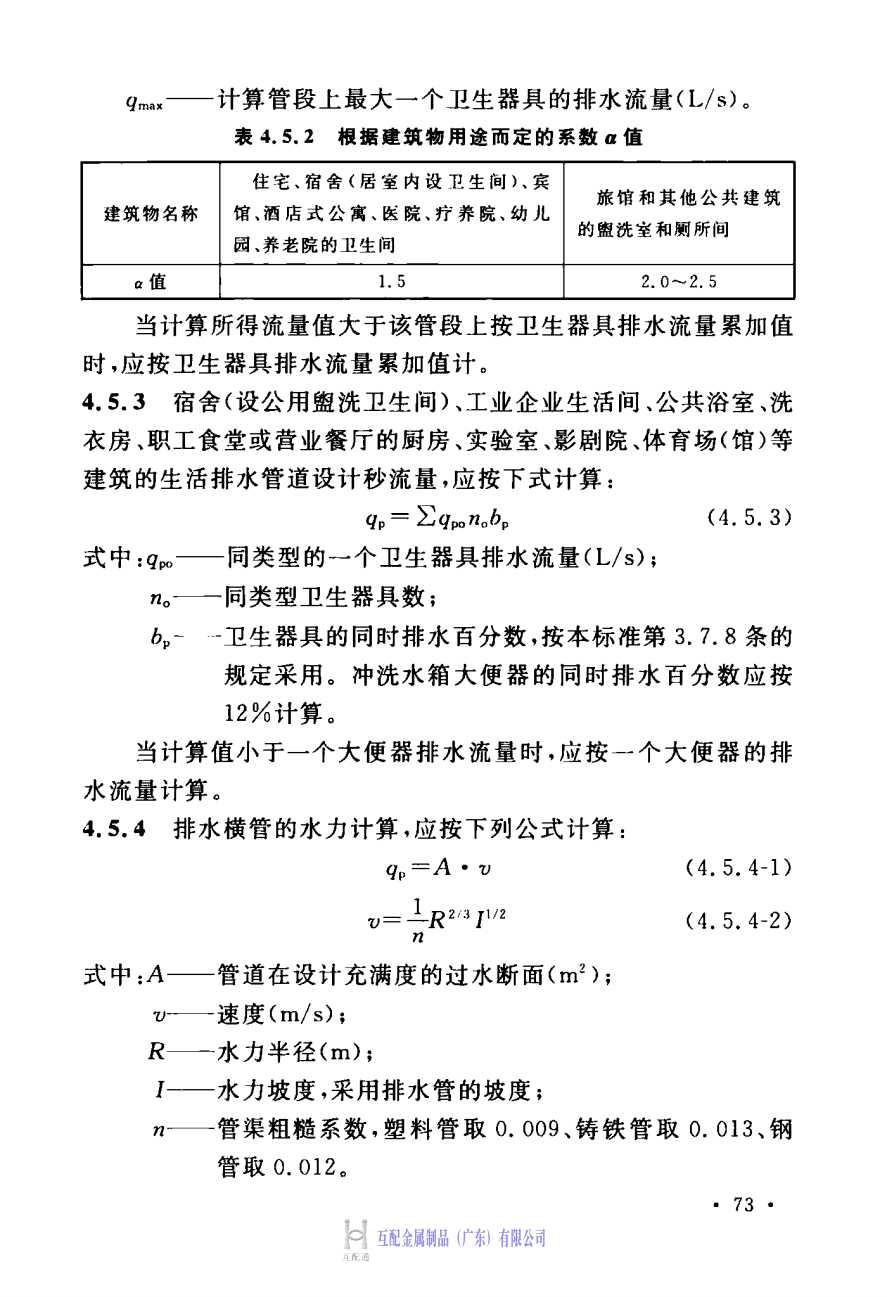 qmax——计算管段上最大一个卫生器具的排水流量(L/s)。
表 4.5.2 根据建筑物用途而定的系数 α 值
建筑物名称
住宅、宿舍(居室内设卫生间)、宾
馆、酒店式公寓、医院、疗养院、幼儿
园、养老院的卫生间
旅馆和其他公共建筑
的盥洗室和厕所间
α 值
1.5
2.0~2.5
当计算所得流量值大于该管段上按卫生器具排水流量累加值
时,应按卫生器具排水流量累加值计。
4.5.3 宿舍(设公用盥洗卫生间)、工业企业生活间、公共浴室、洗
衣房、职工食堂或营业餐厅的厨房、实验室、影剧院、体育场(馆)等
建筑的生活排水管道设计秒流量,应按下式计算:
qp=∑qpo no bp (4.5.3)
式中:qpo——同类型的一个卫生器具排水流量(L/s);
no——同类型卫生器具数;
bp——卫生器具的同时排水百分数,按本标准第 3.7.8 条的
规定采用。冲洗水箱大便器的同时排水百分数应按
12%计算。
当计算值小于一个大便器排水流量时,应按一个大便器的排
水流量计算。
4.5.4 排水横管的水力计算,应按下列公式计算:
qp=A·v (4.5.4-1)
v=1/n R^2/3 I^1/2 (4.5.4-2)
式中:A——管道在设计充满度的过水断面(m²);
v——速度(m/s);
R——水力半径(m);
I——水力坡度,采用排水管的坡度;
n——管渠粗糙系数,塑料管取 0.009、铸铁管取 0.013、钢
管取 0.012。
· 73 ·
互配金属制品(广东)有限公司
互配通